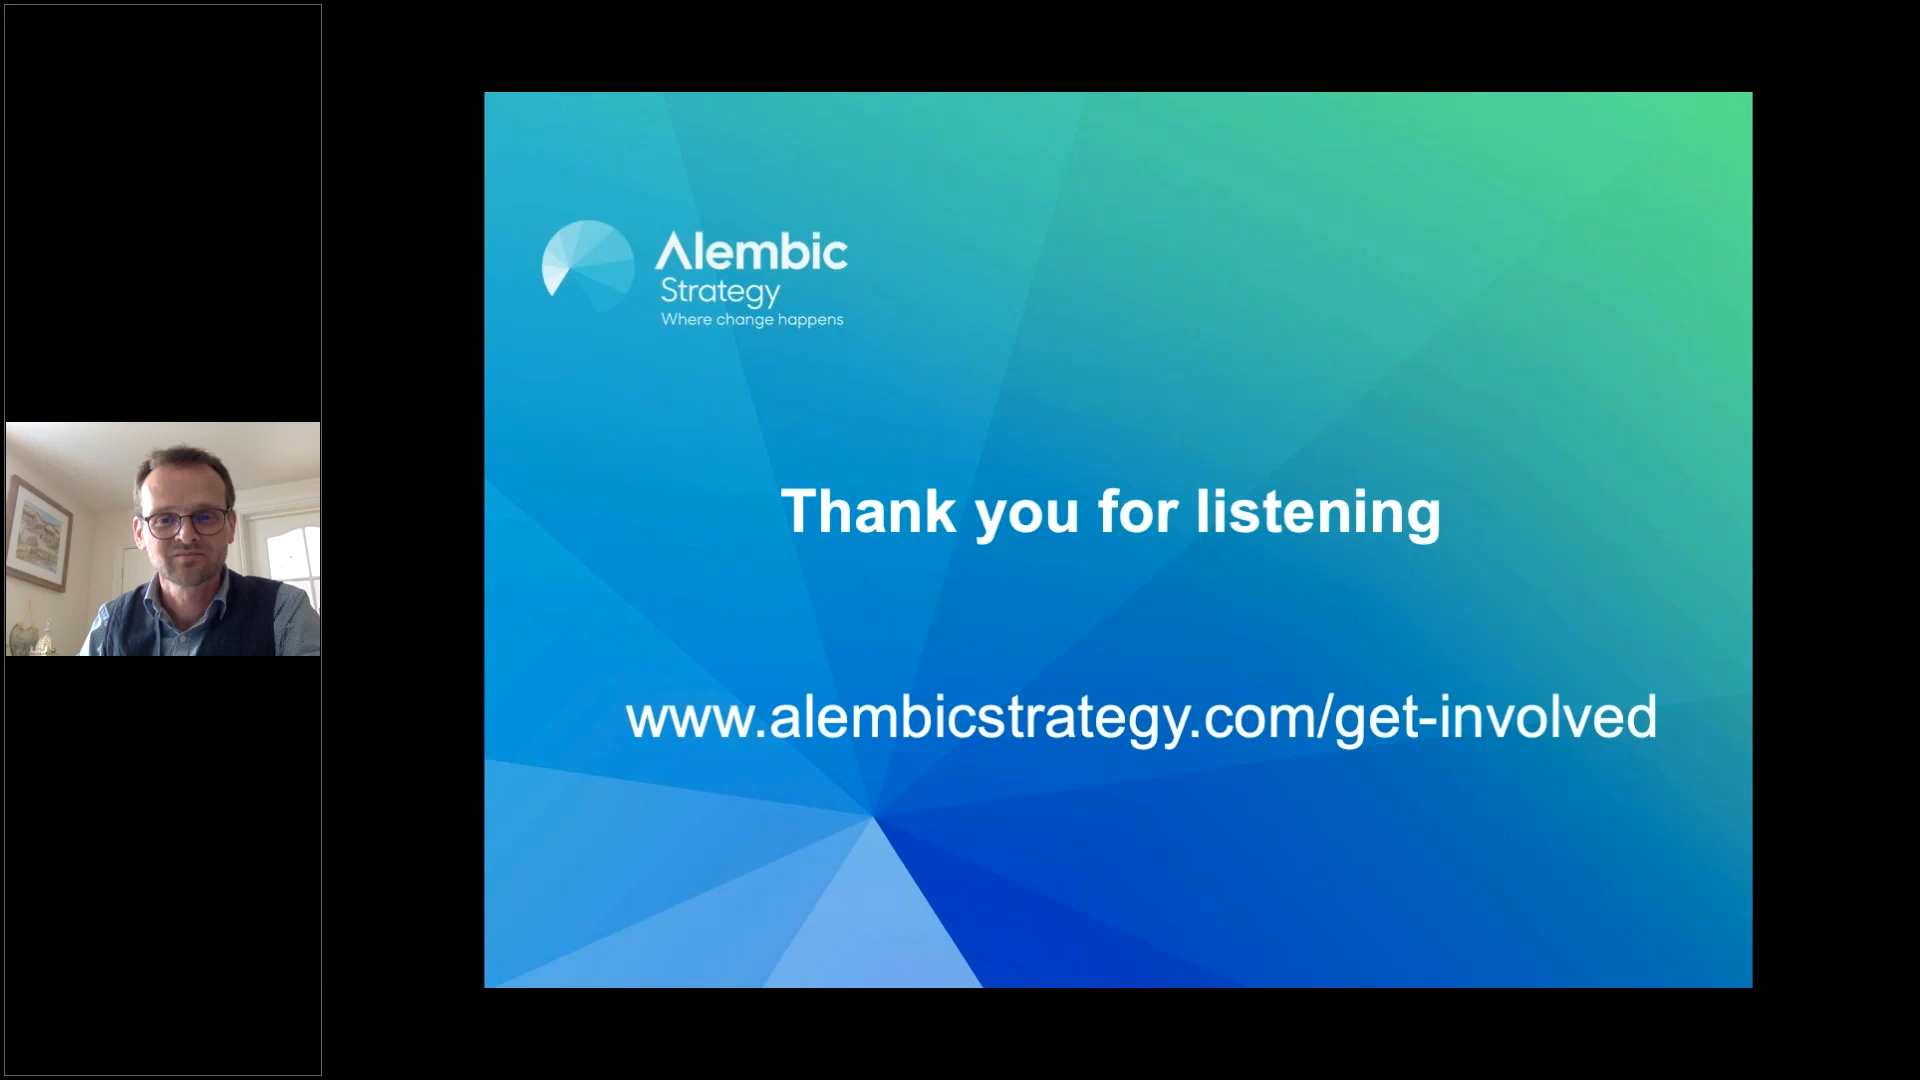 Alembic
Strategy
Where change happens
Thank you for listening
www.alembicstrategy.com/get-involved